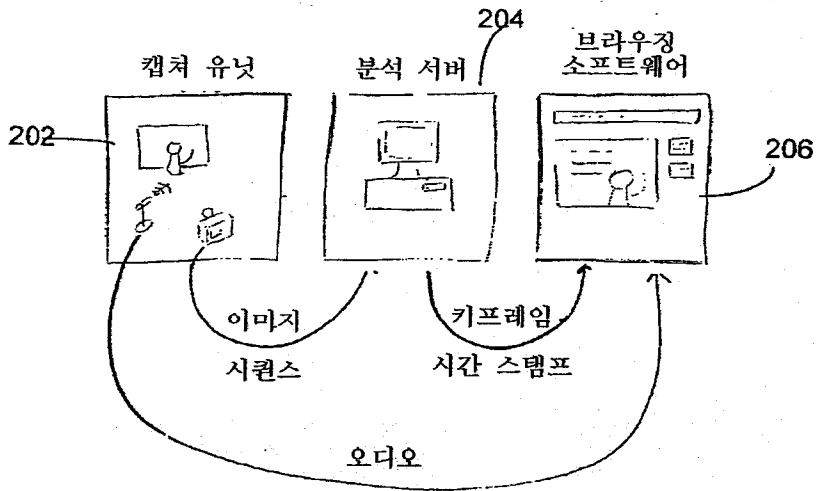 204
캡처 유닛
분석 서버
브라우징
소프트웨어
202
206
이미지
시퀀스
키프레임
시간 스탬프
오디오